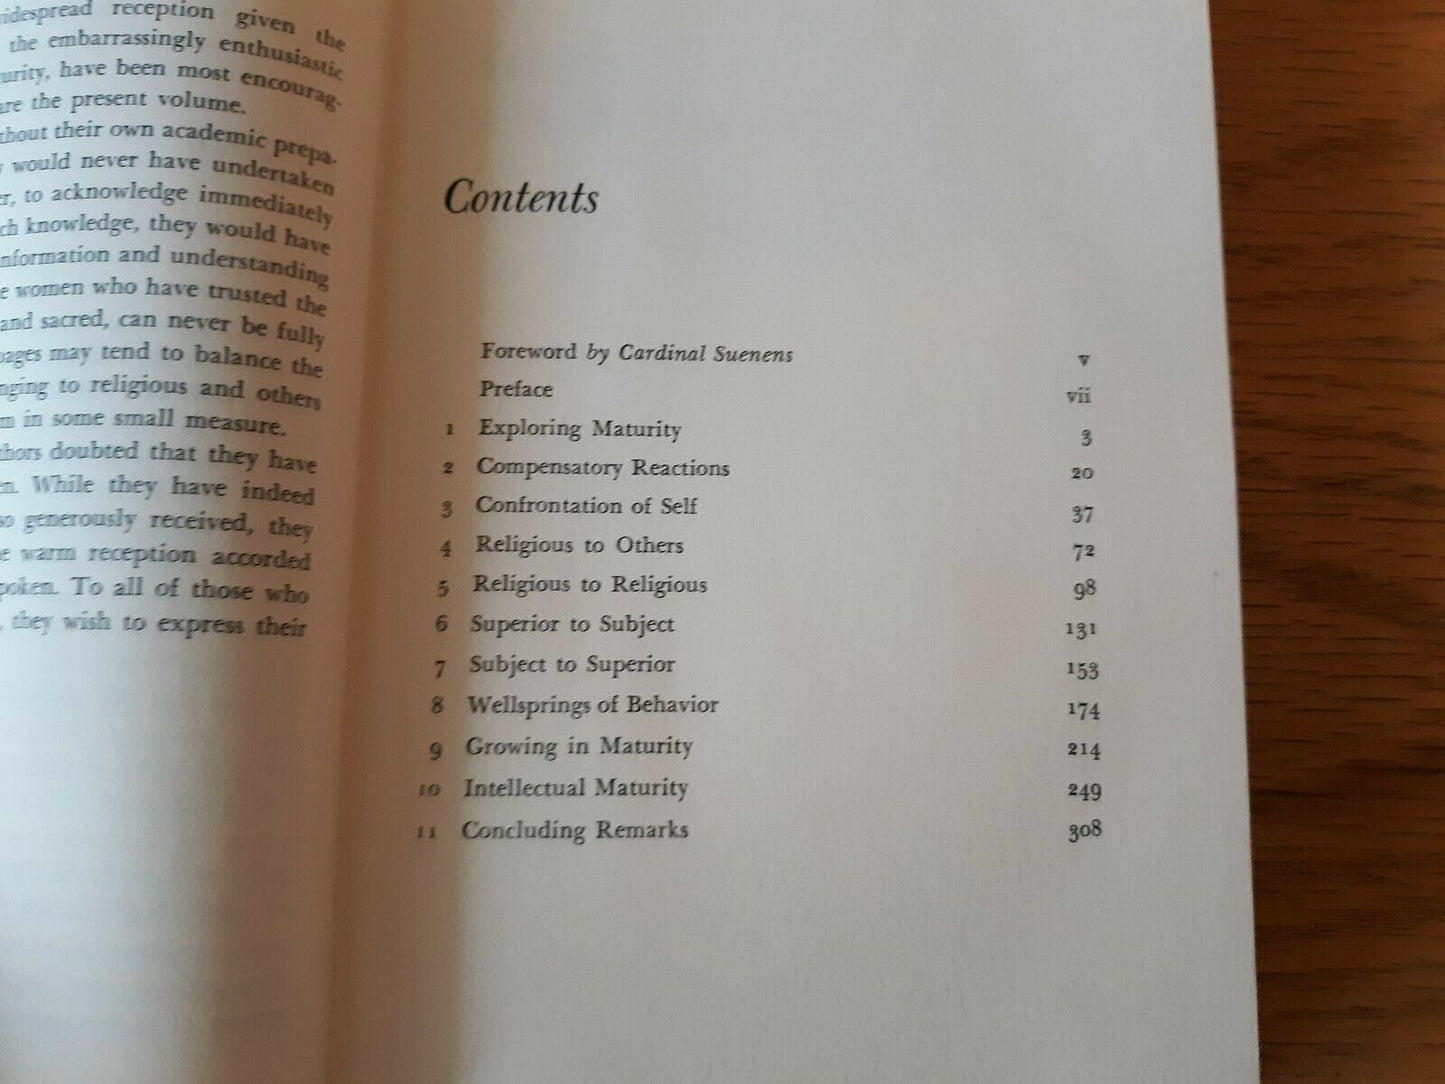 widespread reception given the
the embarrassingly enthusiastic
urity, have been most encourag-
are the present volume.
thout their own academic prepa-
would never have undertaken
er, to acknowledge immediately
ch knowledge, they would have
nformation and understanding
e women who have trusted the
and sacred, can never be fully
pages may tend to balance the
nging to religious and others
m in some small measure.
thors doubted that they have
en. While they have indeed
so generously received, they
e warm reception accorded
poken. To all of those who
, they wish to express their
Contents
Foreword by Cardinal Suenens v
Preface vii
1 Exploring Maturity 3
2 Compensatory Reactions 20
3 Confrontation of Self 37
4 Religious to Others 72
5 Religious to Religious 98
6 Superior to Subject 131
7 Subject to Superior 153
8 Wellsprings of Behavior 174
9 Growing in Maturity 214
10 Intellectual Maturity 249
11 Concluding Remarks 308